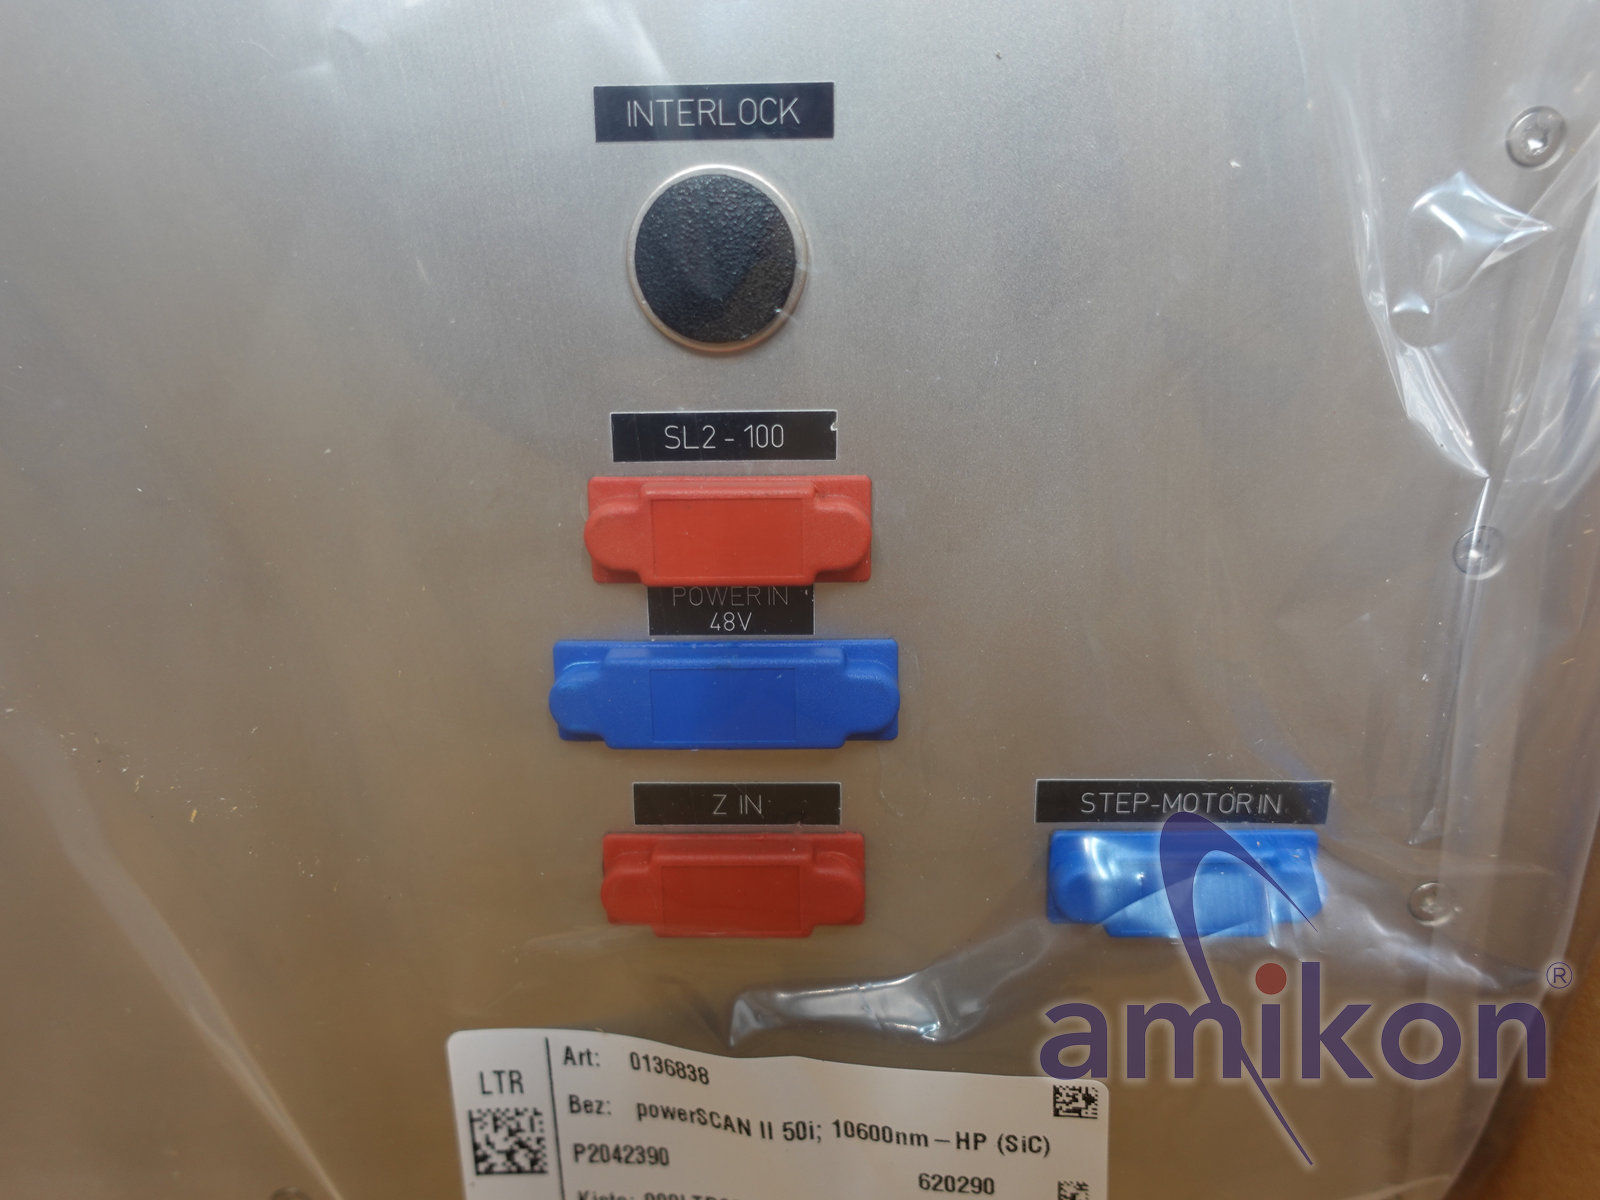 INTERLOCK
SL2 - 100
POWER IN
48V
Z IN
STEP-MOTOR IN
amikon®
LTR
Art: 0136838
Bez: powerSCAN II 50i; 10600nm – HP (SiC)
P2042390
620290